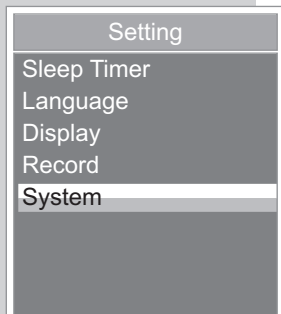 Setting
Sleep Timer
Language
Display
Record
System